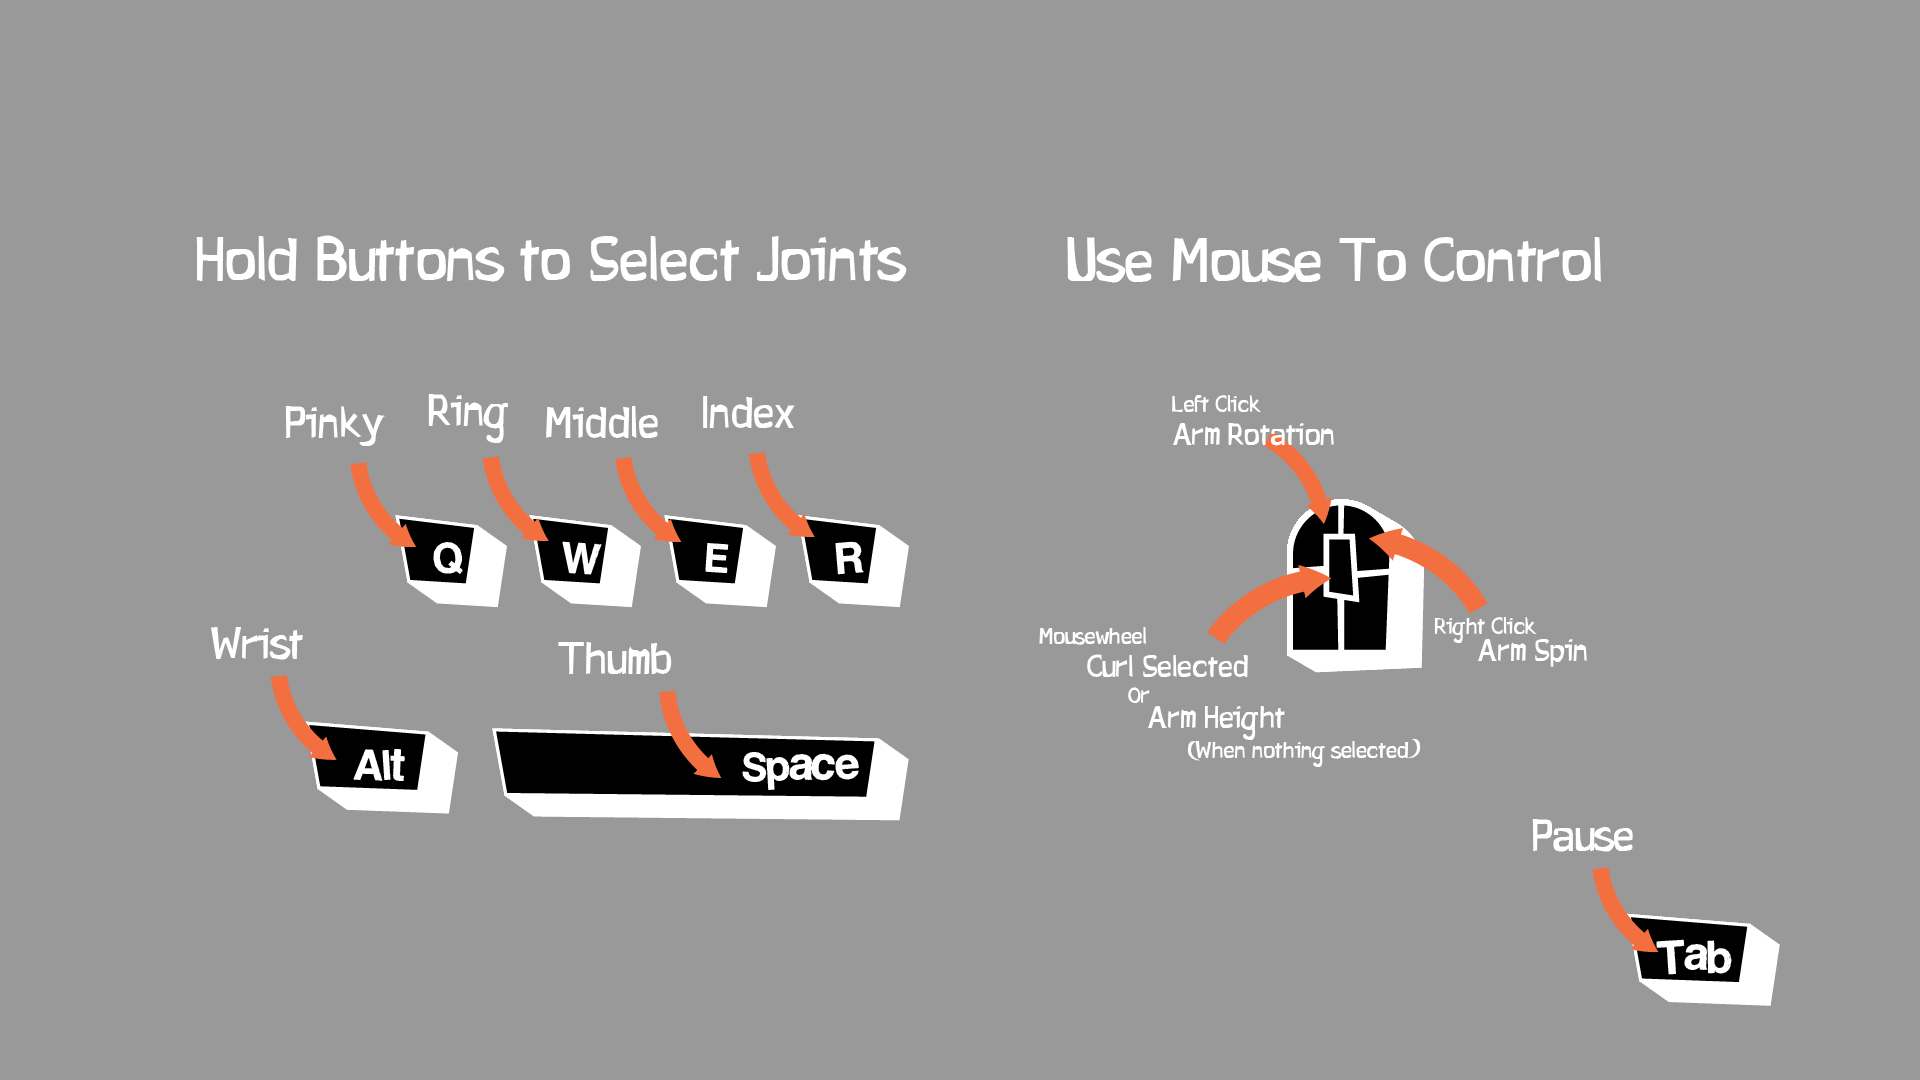 Hold Buttons to Select Joints
Pinky
Ring
Middle
Index
Q
W
E
R
Wrist
Thumb
Alt
Space
Use Mouse To Control
Left Click
Arm Rotation
Right Click
Arm Spin
Mousewheel
Curl Selected
Or
Arm Height
(When nothing selected)
Pause
Tab